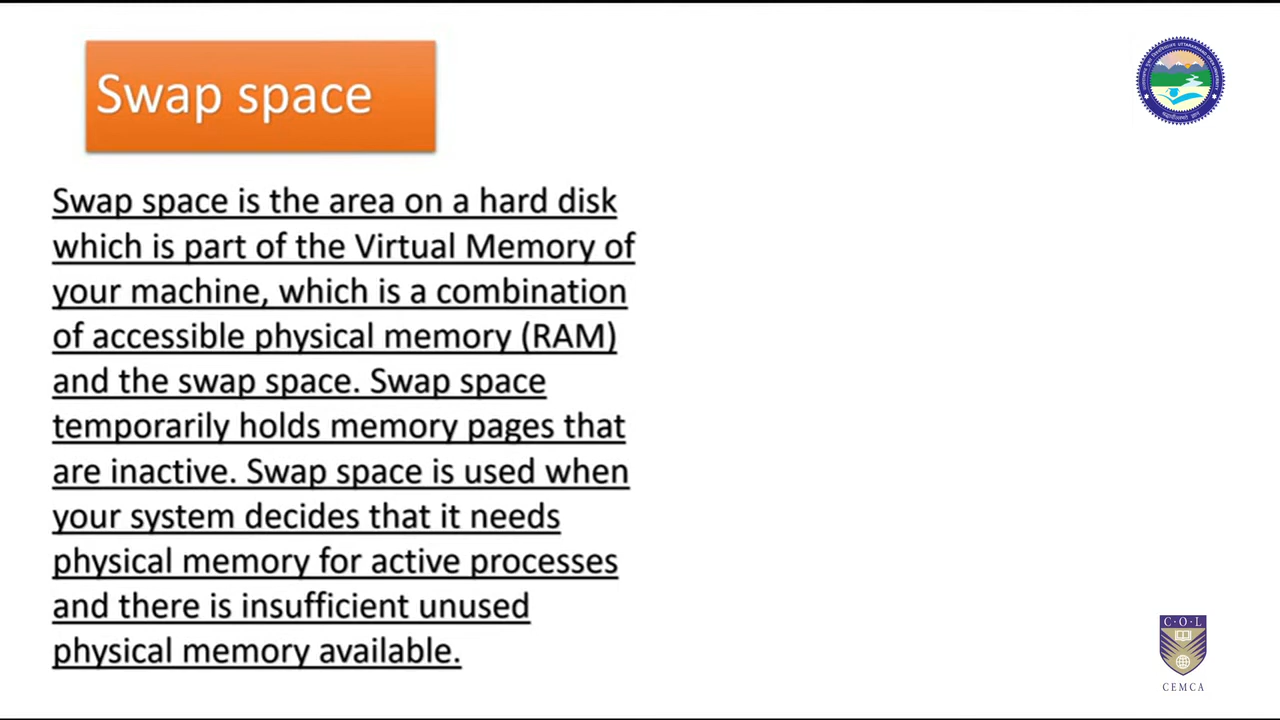 Swap space
Swap space is the area on a hard disk
which is part of the Virtual Memory of
your machine, which is a combination
of accessible physical memory (RAM)
and the swap space. Swap space
temporarily holds memory pages that
are inactive. Swap space is used when
your system decides that it needs
physical memory for active processes
and there is insufficient unused
physical memory available.
C·O·L
CEMCA